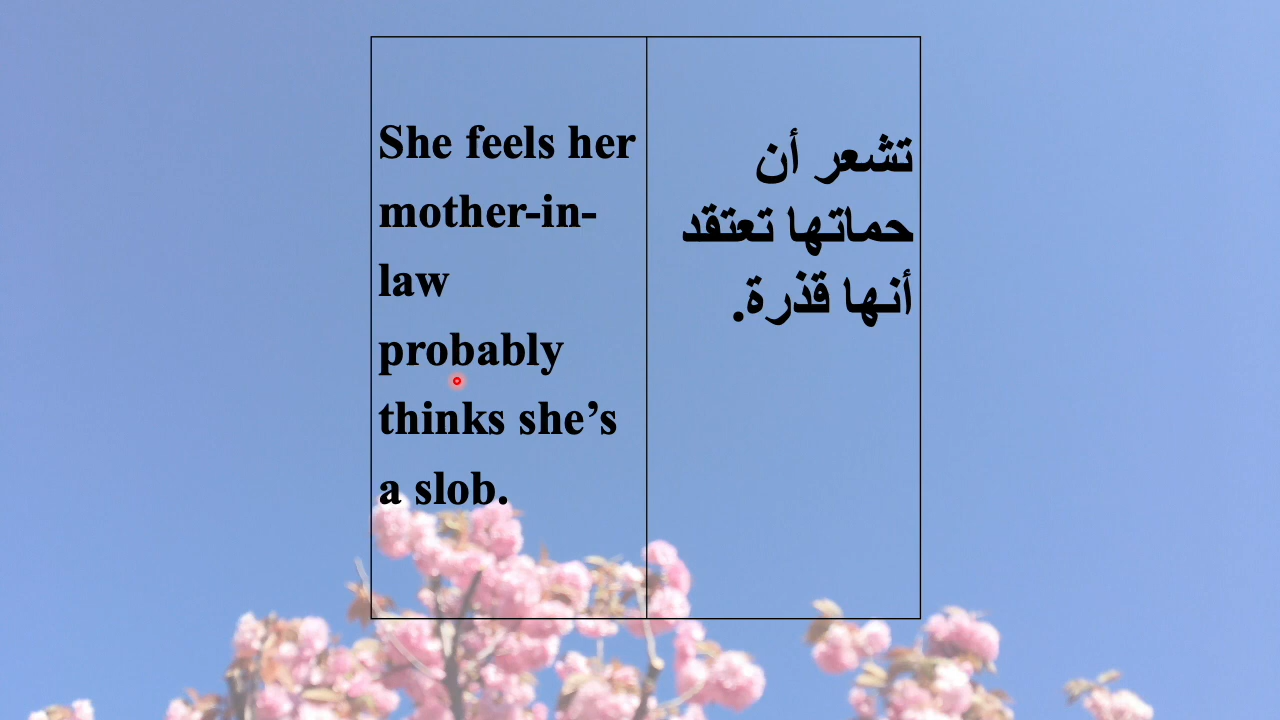 She feels her
mother-in-
law
probably
thinks she’s
a slob.
تشعر أن
حماتها تعتقد
أنها قذرة.